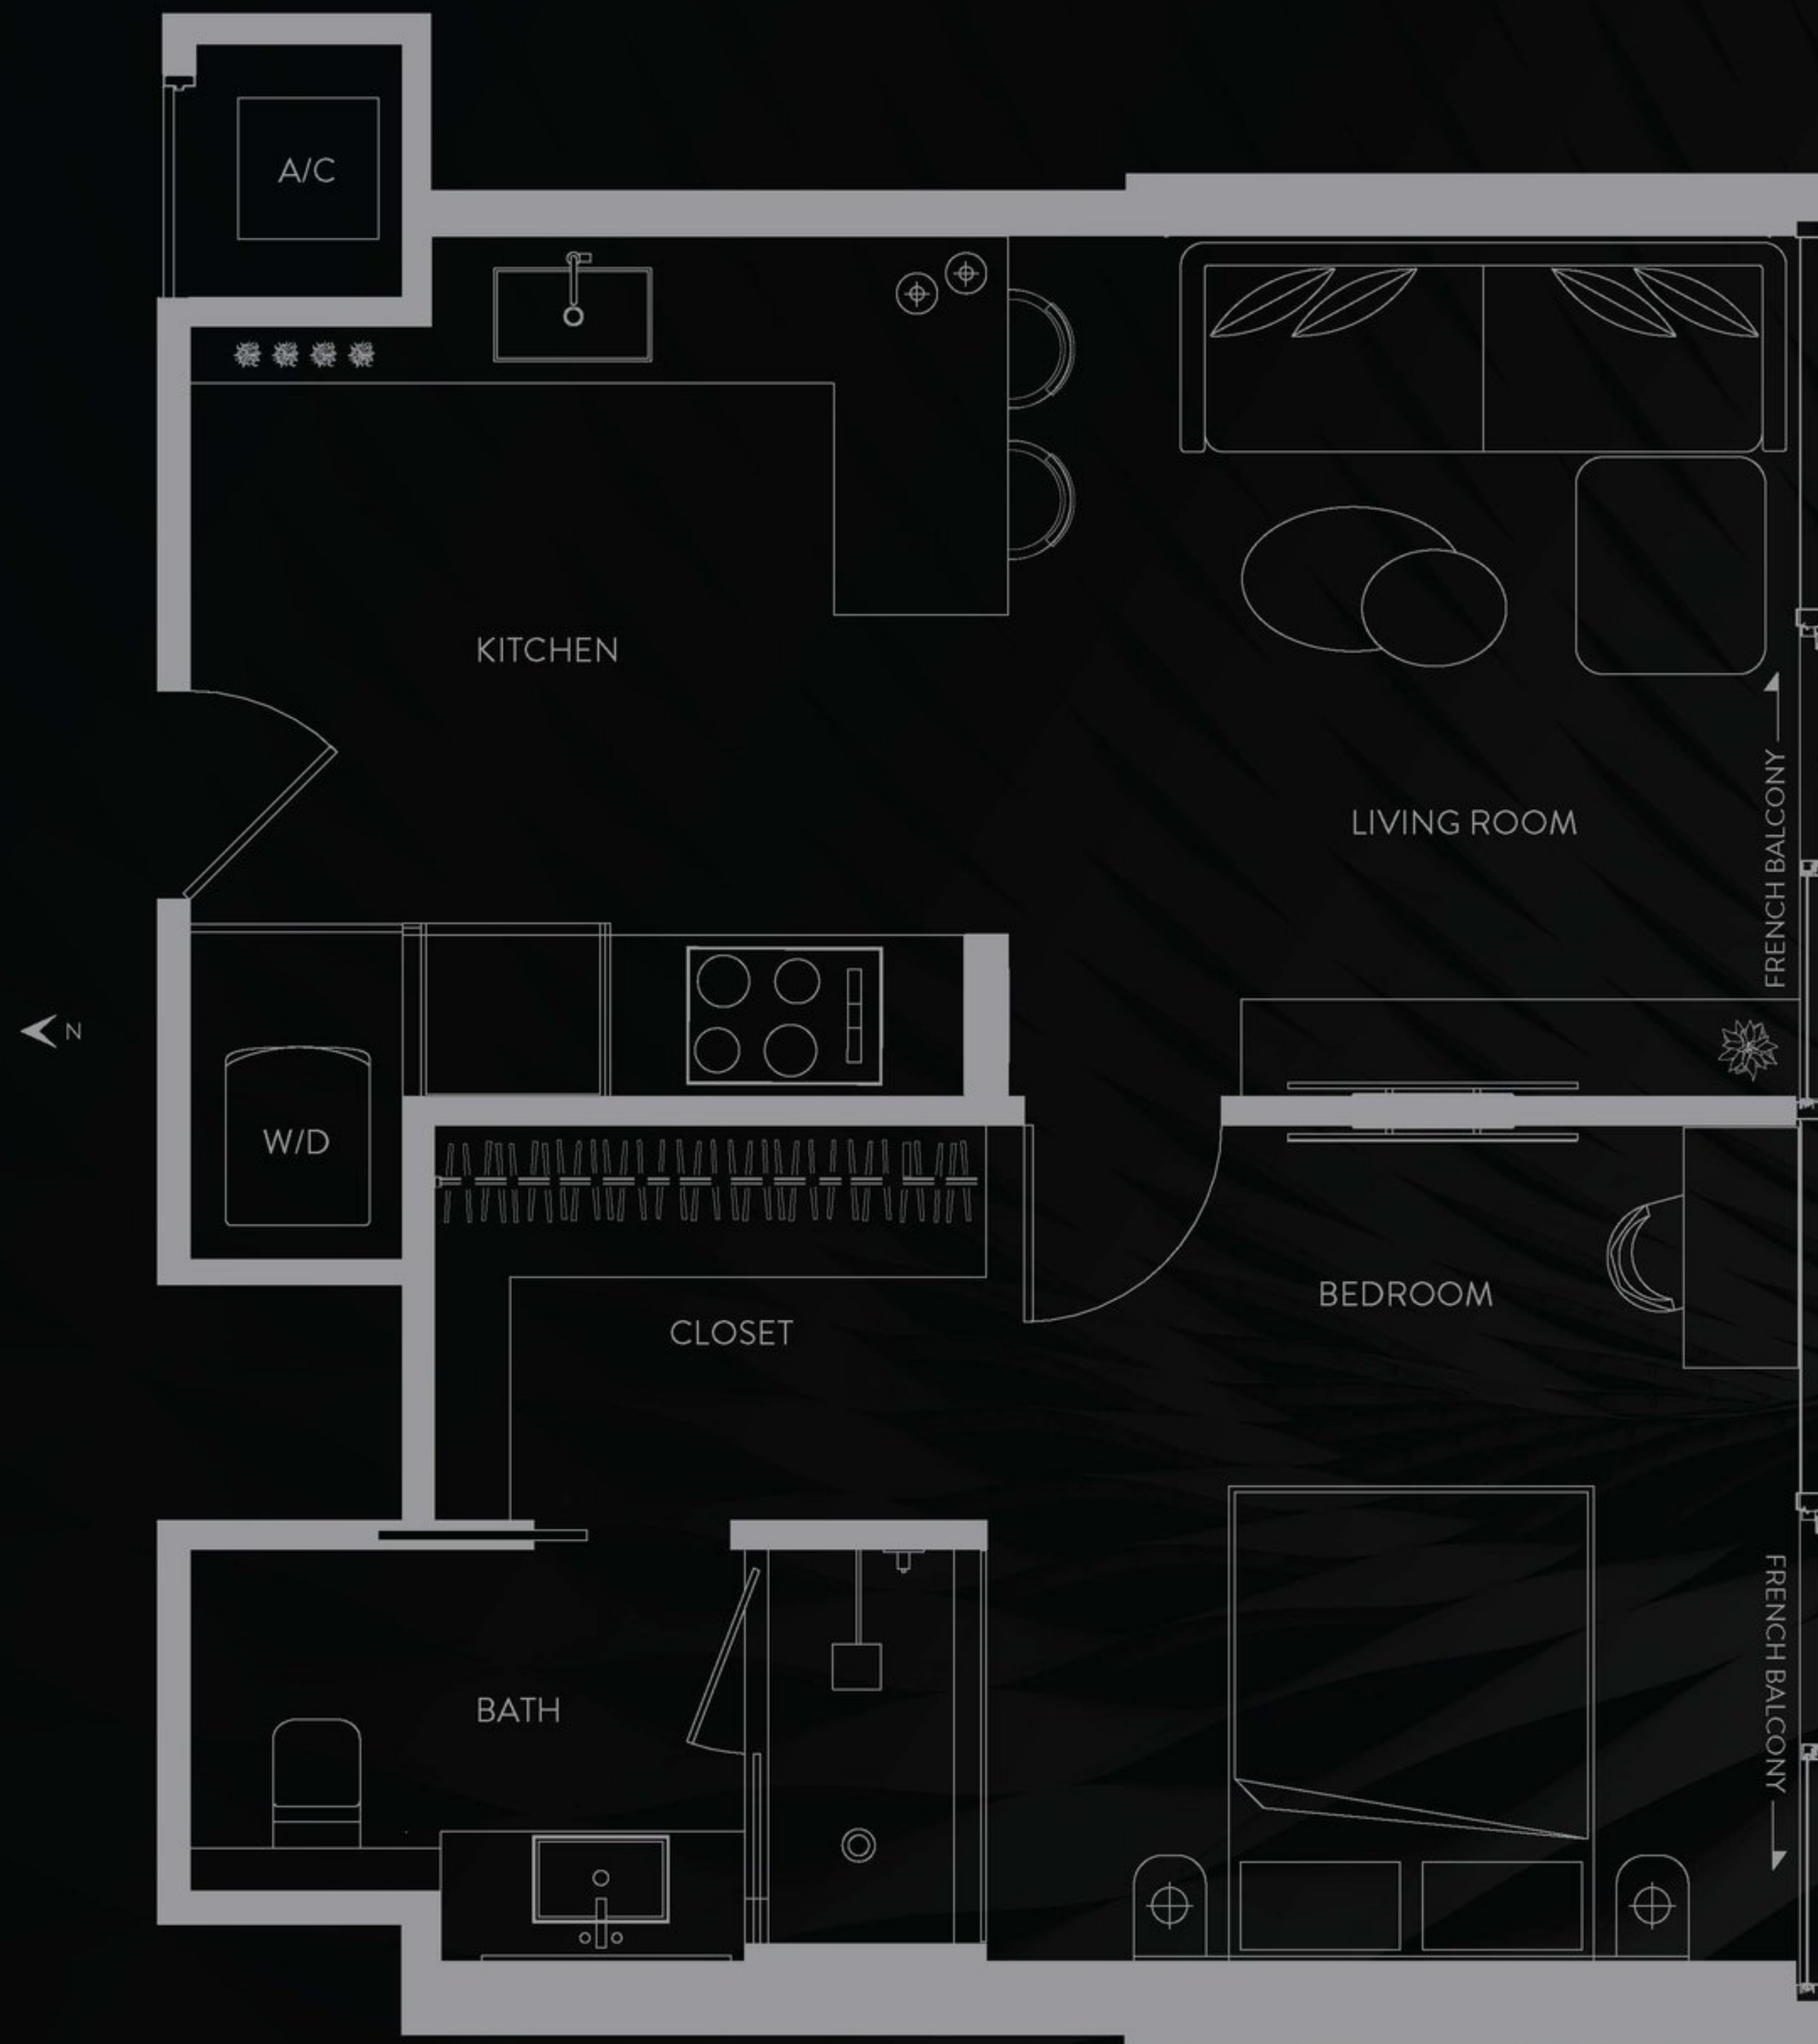 A/C
KITCHEN
LIVING ROOM
FRENCH BALCONY
N
W/D
BEDROOM
CLOSET
BATH
FRENCH BALCONY